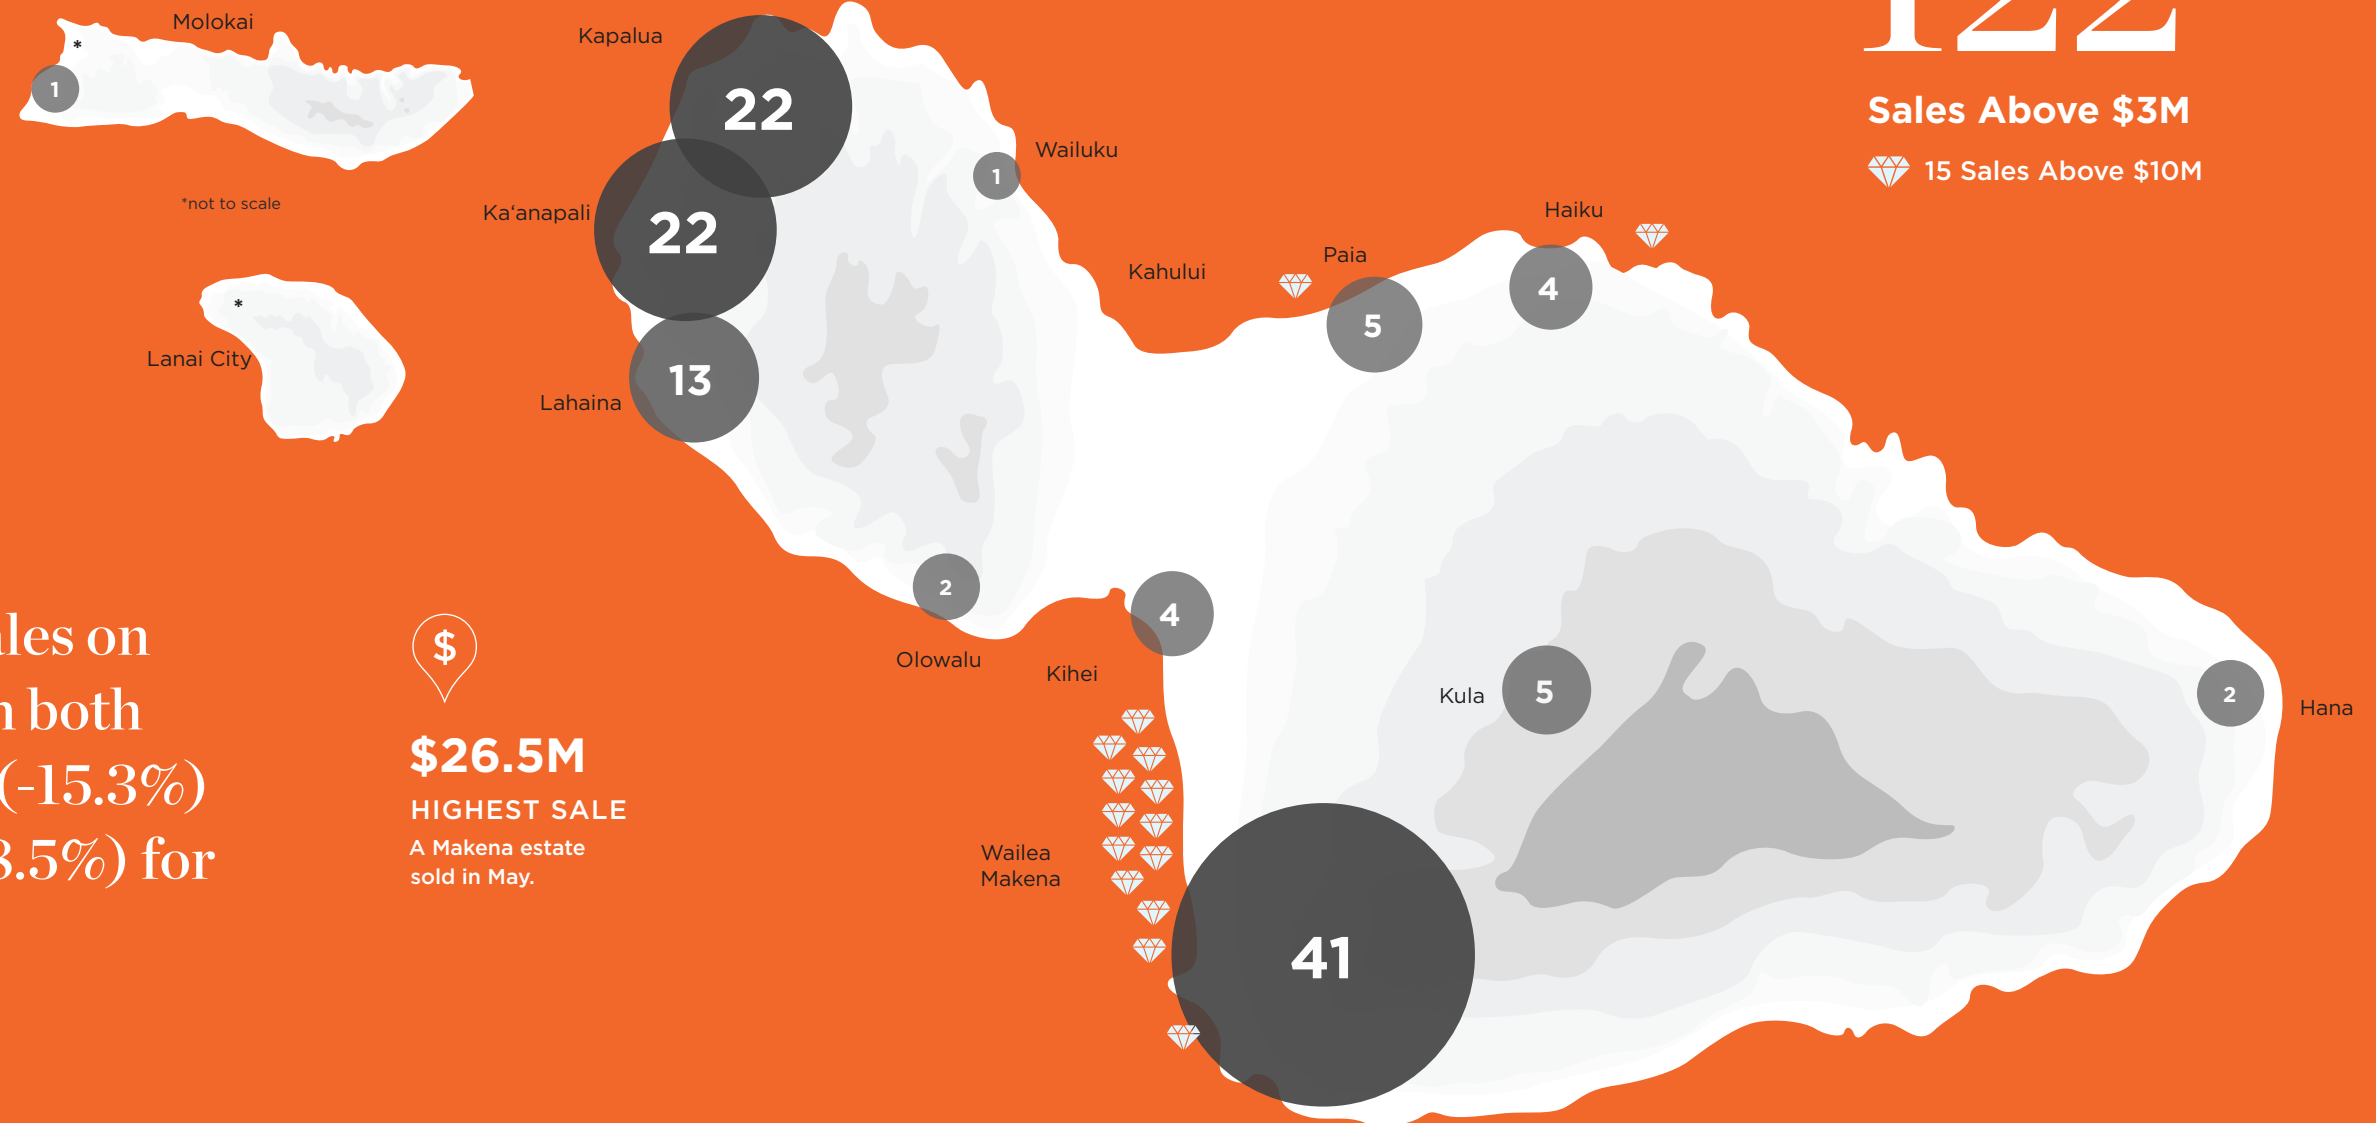 Molokai
*
1
*not to scale
*
Lanai City
Kapalua
22
Ka‘anapali
22
Lahaina
13
Wailuku
1
Kahului
Paia
5
Haiku
4
122
Sales Above $3M
15 Sales Above $10M
2
Olowalu
4
Kihei
Kula
5
2
Hana
Wailea
Makena
41
$
$26.5M
HIGHEST SALE
A Makena estate
sold in May.
on
both
(-15.3%)
.5%) for